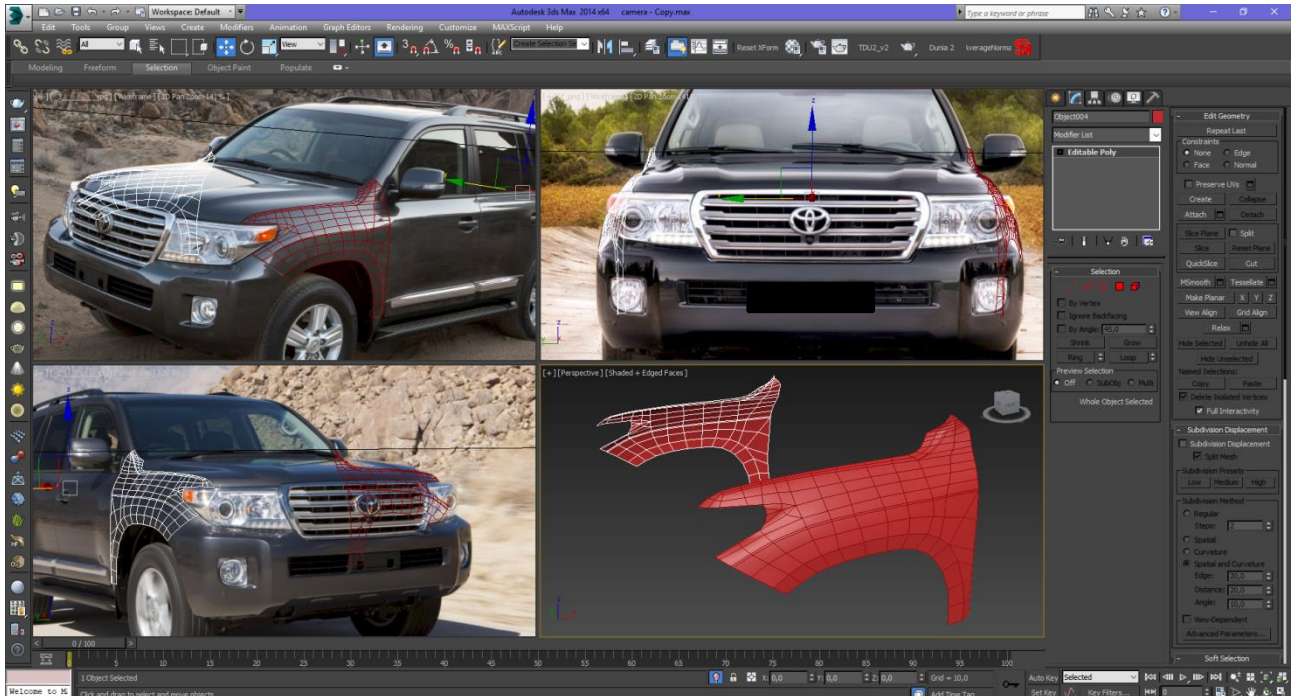 Workspace: Default
Autodesk 3ds Max 2014 x64    camera - Copy.max
Type a keyword or phrase
Edit Tools Group Views Create Modifiers Animation Graph Editors Rendering Customize MAXScript Help
All View Create Selection Se Reset XForm TDU2_v2 Dunia 2
Modeling Freeform Selection Object Paint Populate
[+] [Perspective] [Shaded + Edged Faces]
Object004
Modifier List
Editable Poly
Selection
By Vertex
Ignore Backfacing
By Angle: 45,0
Shrink Grow
Ring Loop
Preview Selection
Off SubObj Multi
Whole Object Selected
Edit Geometry
Repeat Last
Constraints
None Edge
Face Normal
Preserve UVs
Create Collapse
Attach Detach
Slice Plane Split
Slice Reset Plane
QuickSlice Cut
MSmooth Tessellate
Make Planar X Y Z
View Align Grid Align
Relax
Hide Selected Unhide All
Hide Unselected
Named Selections:
Copy Paste
Delete Isolated Vertices
Full Interactivity
Subdivision Displacement
Subdivision Displacement
Split Mesh
Subdivision Presets
Low Medium High
Subdivision Method
Regular
Steps: 2
Spatial
Curvature
Spatial and Curvature
Edge: 20,0
Distance: 20,0
Angle: 10,0
View-Dependent
Advanced Parameters...
Soft Selection
0 / 100
0 5 10 15 20 25 30 35 40 45 50 55 60 65 70 75 80 85 90 95 100
1 Object Selected
X: 0,0 Y: 0,0 Z: 0,0 Grid = 10,0
Auto Key Selected
Welcome to M
Click and drag to select and move objects
Add Time Tag
Set Key Key Filters... 0